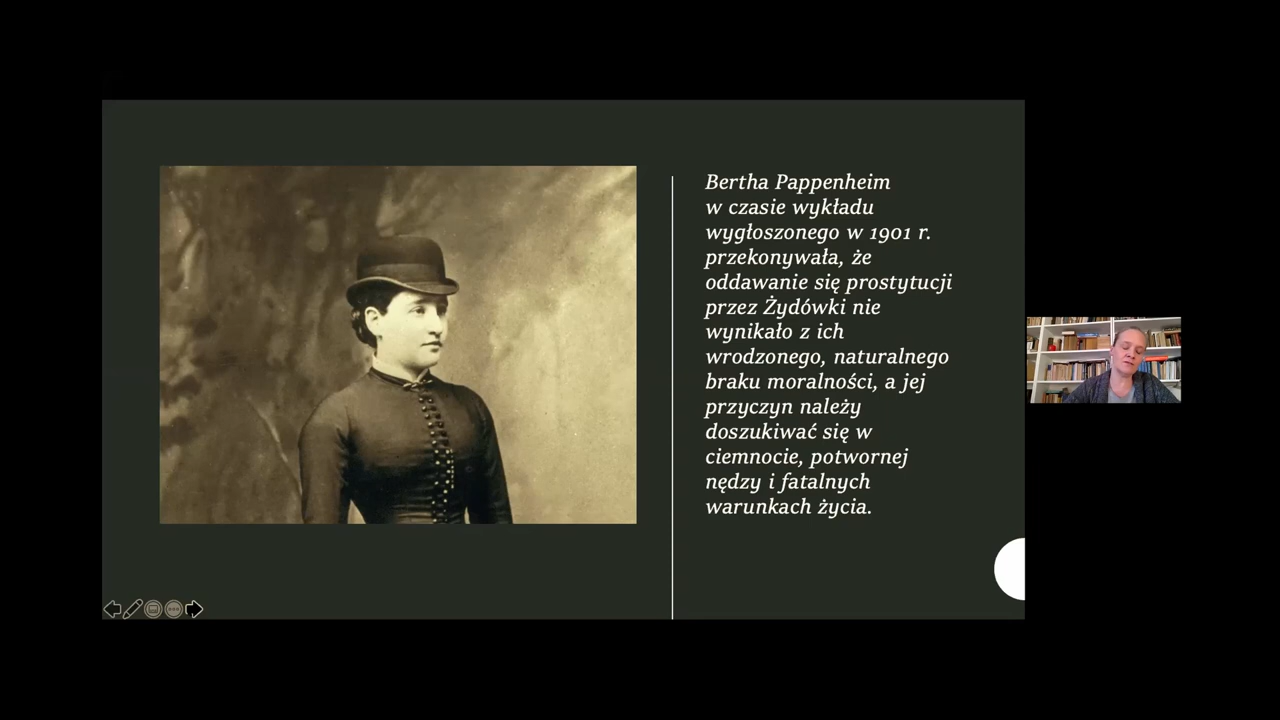 Bertha Pappenheim
w czasie wykładu
wygłoszonego w 1901 r.
przekonywała, że
oddawanie się prostytucji
przez Żydówki nie
wynikało z ich
wrodzonego, naturalnego
braku moralności, a jej
przyczyn należy
doszukiwać się w
ciemnocie, potwornej
nędzy i fatalnych
warunkach życia.